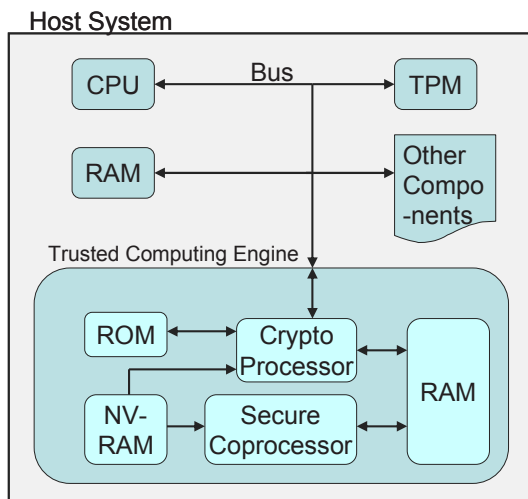 Host System
CPU
Bus
TPM
RAM
Other
Compo
-nents
Trusted Computing Engine
ROM
Crypto
Processor
RAM
NV-
RAM
Secure
Coprocessor